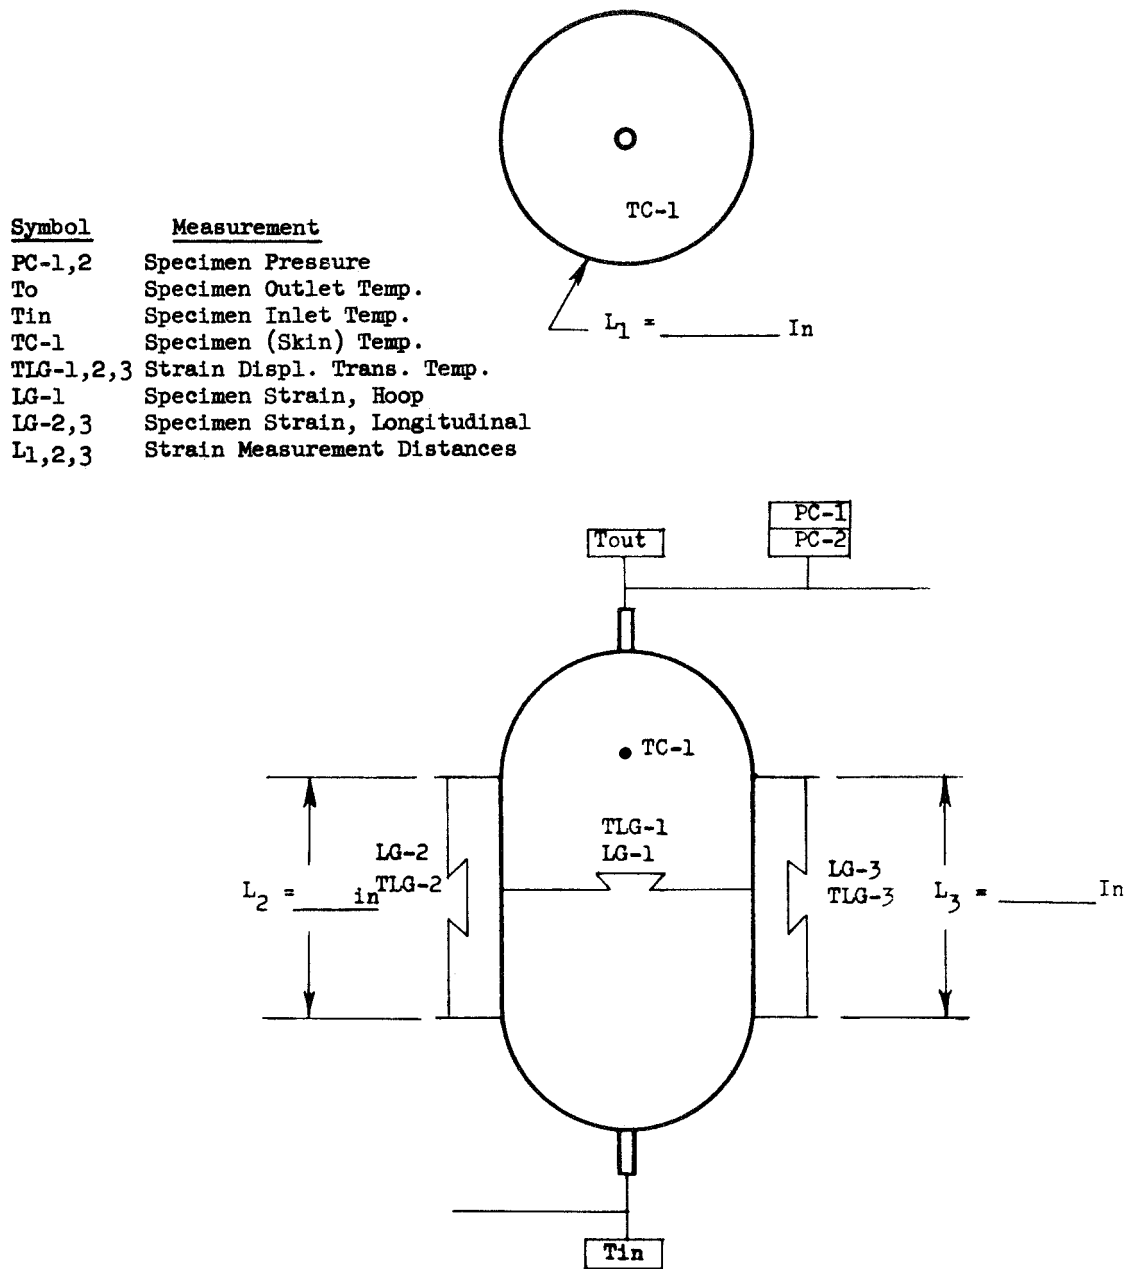 TC-1
L1 = ________ In
Symbol Measurement
PC-1,2 Specimen Pressure
To Specimen Outlet Temp.
Tin Specimen Inlet Temp.
TC-1 Specimen (Skin) Temp.
TLG-1,2,3 Strain Displ. Trans. Temp.
LG-1 Specimen Strain, Hoop
LG-2,3 Specimen Strain, Longitudinal
L1,2,3 Strain Measurement Distances
PC-1
PC-2
Tout
TC-1
TLG-1
LG-1
LG-2
TLG-2
L2 = ______ in
LG-3
TLG-3
L3 = ________ In
Tin